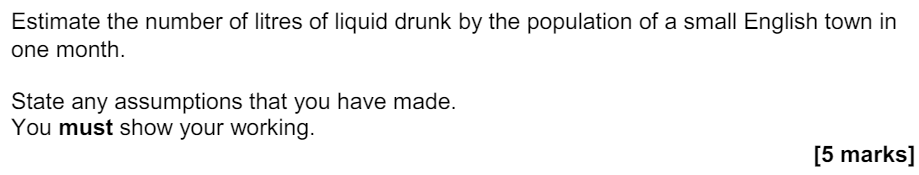 Estimate the number of litres of liquid drunk by the population of a small English town in
one month.
State any assumptions that you have made.
You must show your working.
[5 marks]